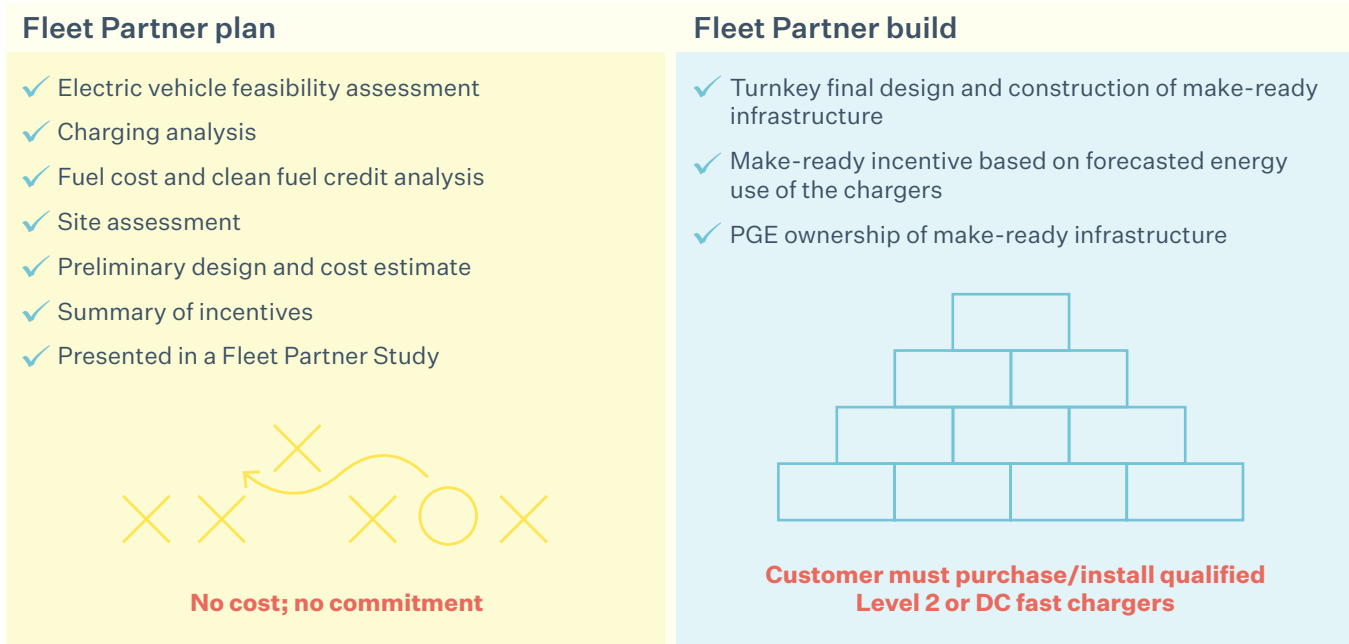 Fleet Partner plan
Electric vehicle feasibility assessment
Charging analysis
Fuel cost and clean fuel credit analysis
Site assessment
Preliminary design and cost estimate
Summary of incentives
Presented in a Fleet Partner Study
No cost; no commitment
Fleet Partner build
Turnkey final design and construction of make-ready
infrastructure
Make-ready incentive based on forecasted energy
use of the chargers
PGE ownership of make-ready infrastructure
Customer must purchase/install qualified
Level 2 or DC fast chargers